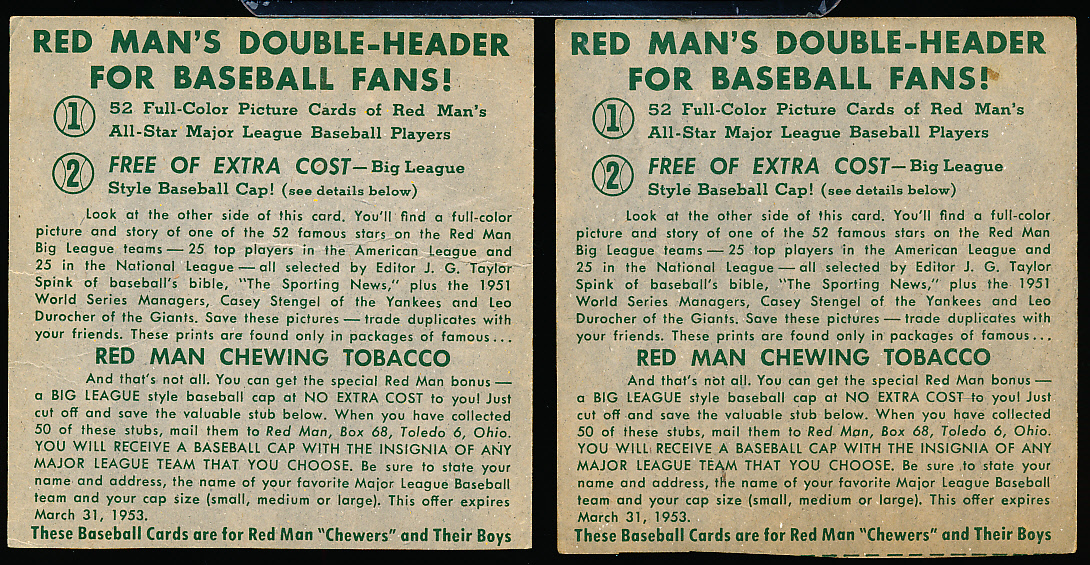 RED MAN'S DOUBLE-HEADER
FOR BASEBALL FANS!
1 52 Full-Color Picture Cards of Red Man's
All-Star Major League Baseball Players
2 FREE OF EXTRA COST—Big League
Style Baseball Cap! (see details below)
Look at the other side of this card. You'll find a full-color
picture and story of one of the 52 famous stars on the Red Man
Big League teams — 25 top players in the American League and
25 in the National League — all selected by Editor J. G. Taylor
Spink of baseball's bible, "The Sporting News," plus the 1951
World Series Managers, Casey Stengel of the Yankees and Leo
Durocher of the Giants. Save these pictures — trade duplicates with
your friends. These prints are found only in packages of famous...
RED MAN CHEWING TOBACCO
And that's not all. You can get the special Red Man bonus —
a BIG LEAGUE style baseball cap at NO EXTRA COST to you! Just
cut off and save the valuable stub below. When you have collected
50 of these stubs, mail them to Red Man, Box 68, Toledo 6, Ohio.
YOU WILL RECEIVE A BASEBALL CAP WITH THE INSIGNIA OF ANY
MAJOR LEAGUE TEAM THAT YOU CHOOSE. Be sure to state your
name and address, the name of your favorite Major League Baseball
team and your cap size (small, medium or large). This offer expires
March 31, 1953.
These Baseball Cards are for Red Man "Chewers" and Their Boys
RED MAN'S DOUBLE-HEADER
FOR BASEBALL FANS!
1 52 Full-Color Picture Cards of Red Man's
All-Star Major League Baseball Players
2 FREE OF EXTRA COST—Big League
Style Baseball Cap! (see details below)
Look at the other side of this card. You'll find a full-color
picture and story of one of the 52 famous stars on the Red Man
Big League teams — 25 top players in the American League and
25 in the National League — all selected by Editor J. G. Taylor
Spink of baseball's bible, "The Sporting News," plus the 1951
World Series Managers, Casey Stengel of the Yankees and Leo
Durocher of the Giants. Save these pictures — trade duplicates with
your friends. These prints are found only in packages of famous...
RED MAN CHEWING TOBACCO
And that's not all. You can get the special Red Man bonus —
a BIG LEAGUE style baseball cap at NO EXTRA COST to you! Just
cut off and save the valuable stub below. When you have collected
50 of these stubs, mail them to Red Man, Box 68, Toledo 6, Ohio.
YOU WILL RECEIVE A BASEBALL CAP WITH THE INSIGNIA OF ANY
MAJOR LEAGUE TEAM THAT YOU CHOOSE. Be sure to state your
name and address, the name of your favorite Major League Baseball
team and your cap size (small, medium or large). This offer expires
March 31, 1953.
These Baseball Cards are for Red Man "Chewers" and Their Boys